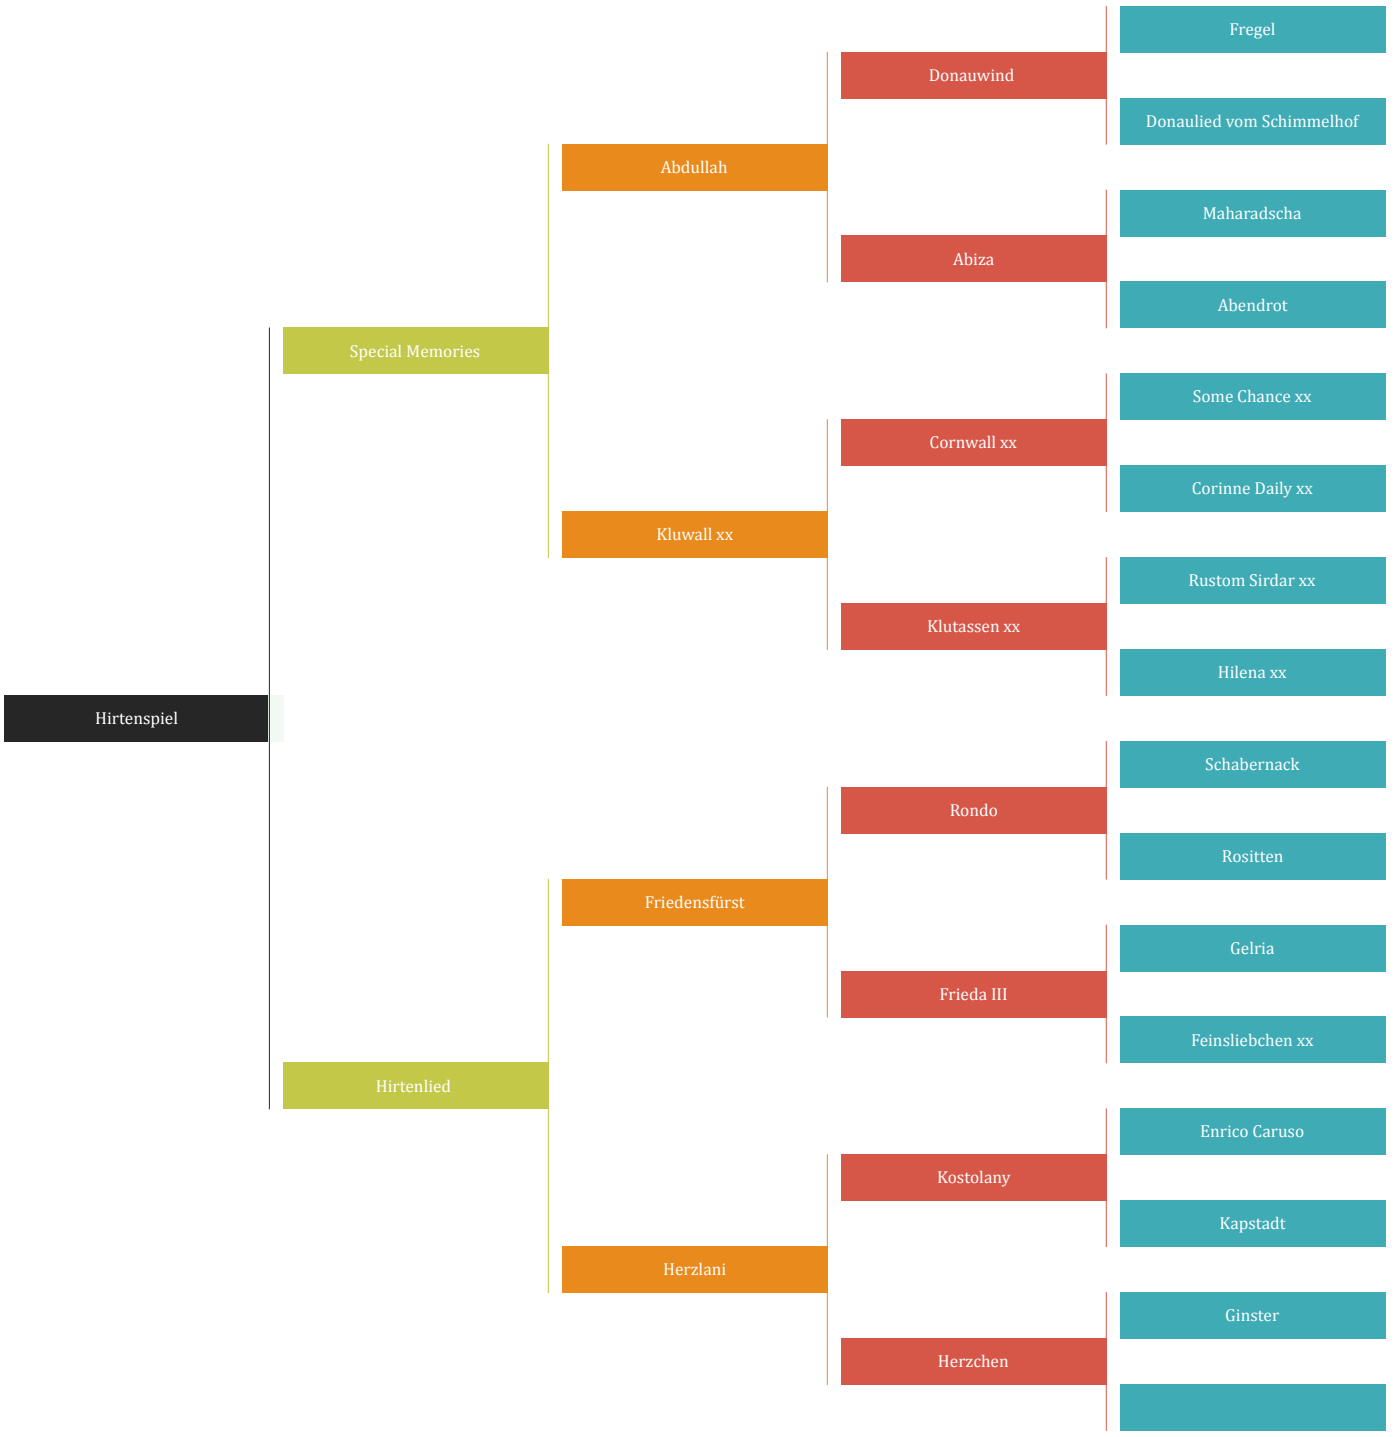 Fregel
Donauwind
Donaulied vom Schimmelhof
Abdullah
Maharadscha
Abiza
Abendrot
Special Memories
Some Chance xx
Cornwall xx
Corinne Daily xx
Kluwall xx
Rustom Sirdar xx
Klutassen xx
Hilena xx
Hirtenspiel
Schabernack
Rondo
Rositten
Friedensfürst
Gelria
Frieda III
Feinsliebchen xx
Hirtenlied
Enrico Caruso
Kostolany
Kapstadt
Herzlani
Ginster
Herzchen